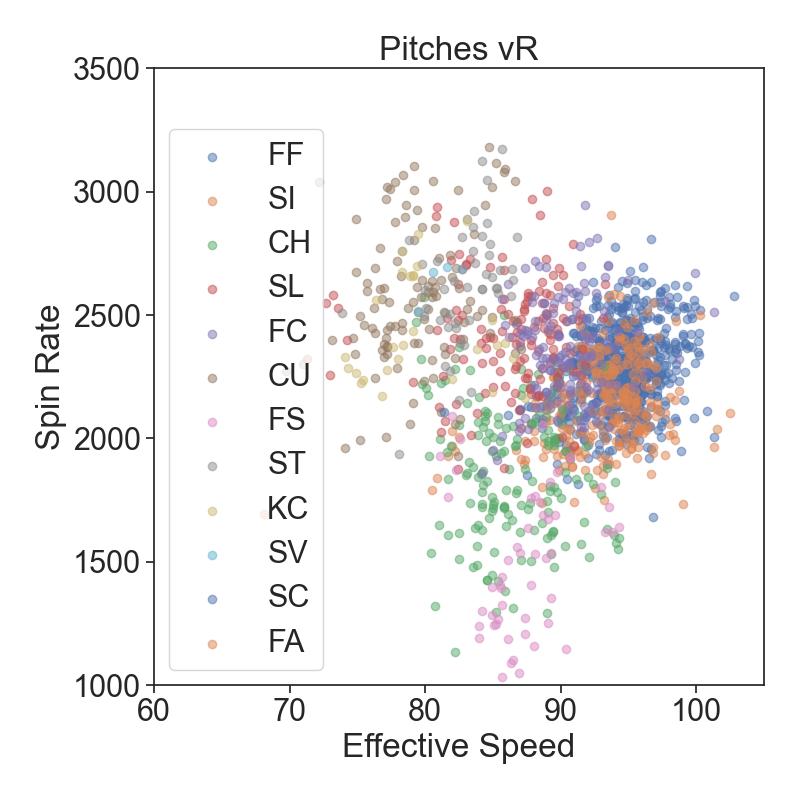 Pitches vR
3500
3000
2500
2000
1500
1000
Spin Rate
FF
SI
CH
SL
FC
CU
FS
ST
KC
SV
SC
FA
60 70 80 90 100
Effective Speed